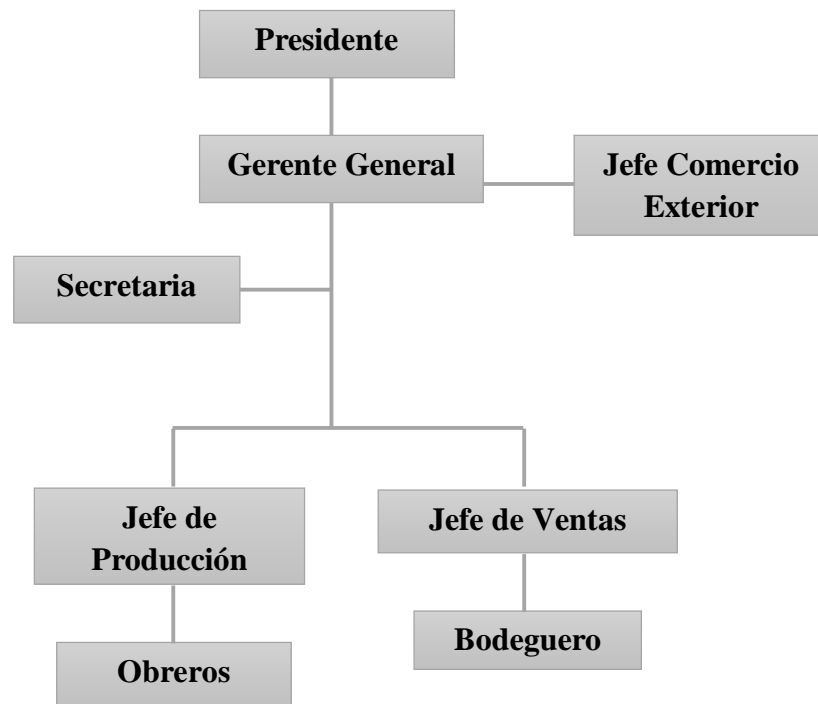 Presidente
Gerente General
Jefe Comercio
Exterior
Secretaria
Jefe de
Producción
Jefe de Ventas
Obreros
Bodeguero